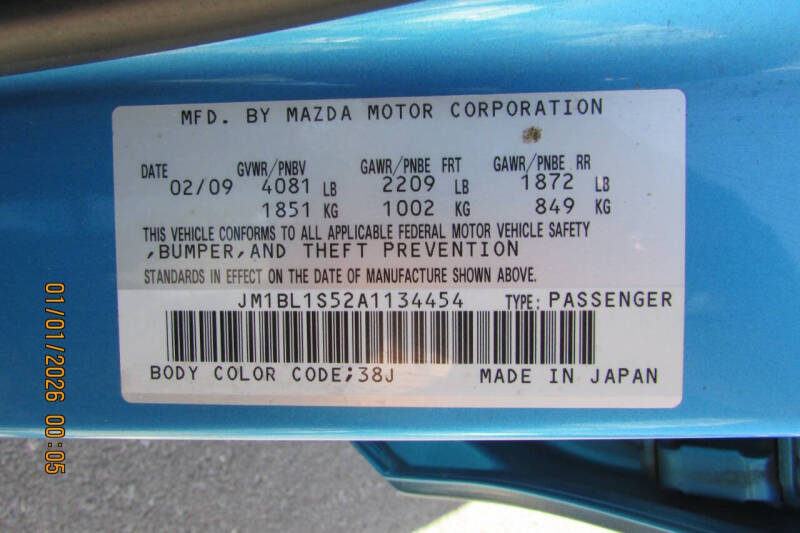 MFD. BY MAZDA MOTOR CORPORATION
DATE GVWR/PNBV GAWR/PNBE FRT GAWR/PNBE RR
02/09 4081 LB 2209 LB 1872 LB
1851 KG 1002 KG 849 KG
THIS VEHICLE CONFORMS TO ALL APPLICABLE FEDERAL MOTOR VEHICLE SAFETY
,BUMPER,AND THEFT PREVENTION
STANDARDS IN EFFECT ON THE DATE OF MANUFACTURE SHOWN ABOVE.
JM1BL1S52A1134454 TYPE: PASSENGER
BODY COLOR CODE;38J MADE IN JAPAN
01/01/2026 00:05